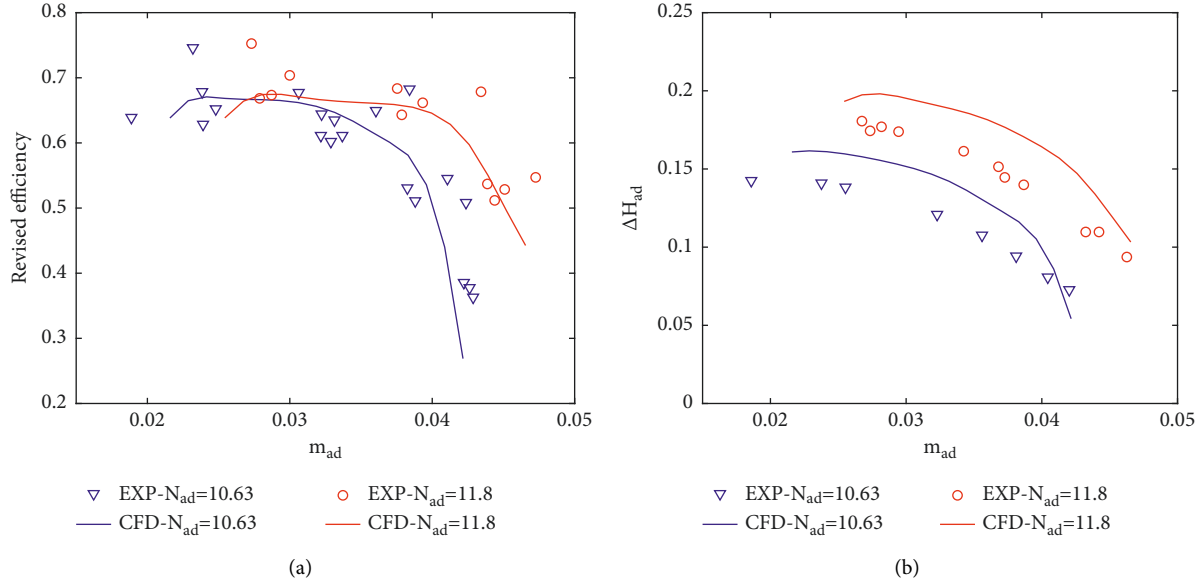 0.8
0.7
0.6
0.5
0.4
0.3
0.2
Revised efficiency
0.02
0.03
0.04
0.05
m_ad
EXP-N_ad=10.63
EXP-N_ad=11.8
CFD-N_ad=10.63
CFD-N_ad=11.8
(a)
0.25
0.2
0.15
0.1
0.05
0
ΔH_ad
0.02
0.03
0.04
0.05
m_ad
EXP-N_ad=10.63
EXP-N_ad=11.8
CFD-N_ad=10.63
CFD-N_ad=11.8
(b)